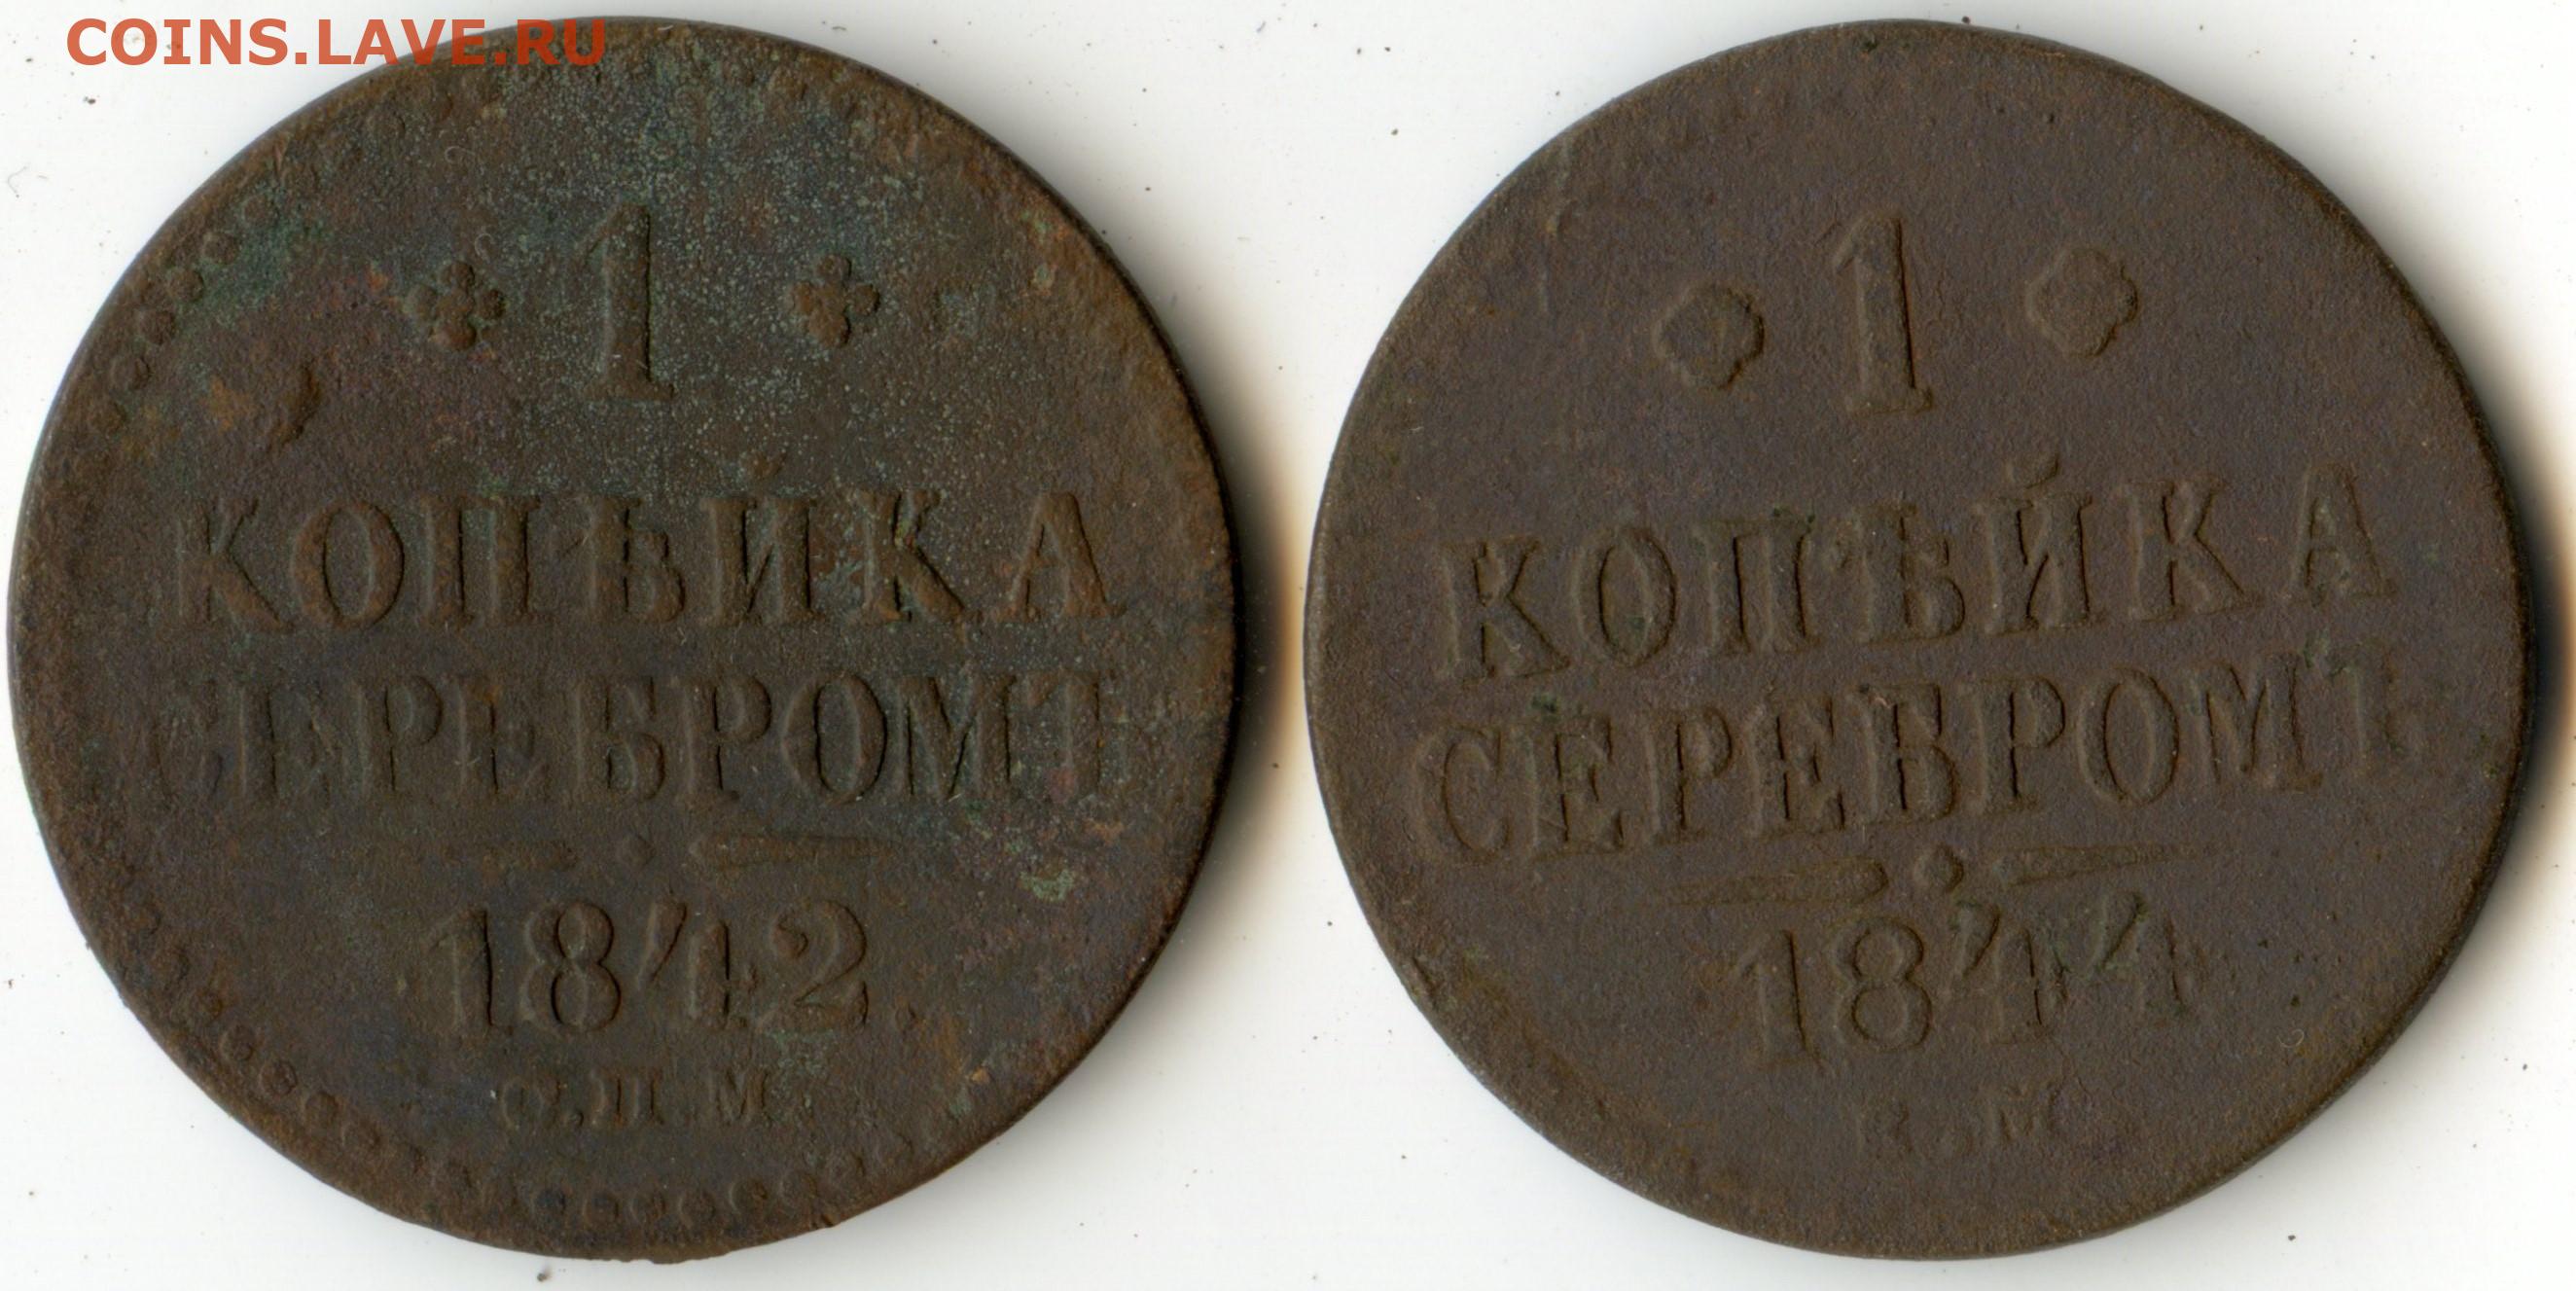 COINS.LAVE.RU
1
КОПѢЙКА
СЕРЕБРОМЪ
1842
С.П.М.
1
КОПѢЙКА
СЕРЕБРОМЪ
1844
Е.М.